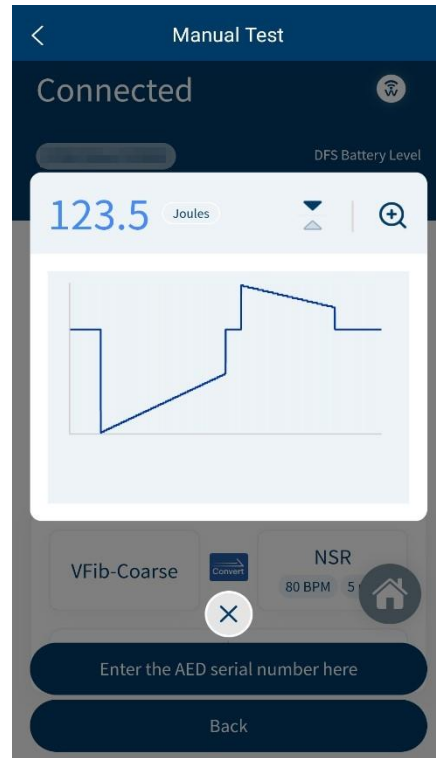 Manual Test
Connected
DFS Battery Level
123.5 Joules
VFib-Coarse
Convert
NSR
80 BPM 5
Enter the AED serial number here
Back